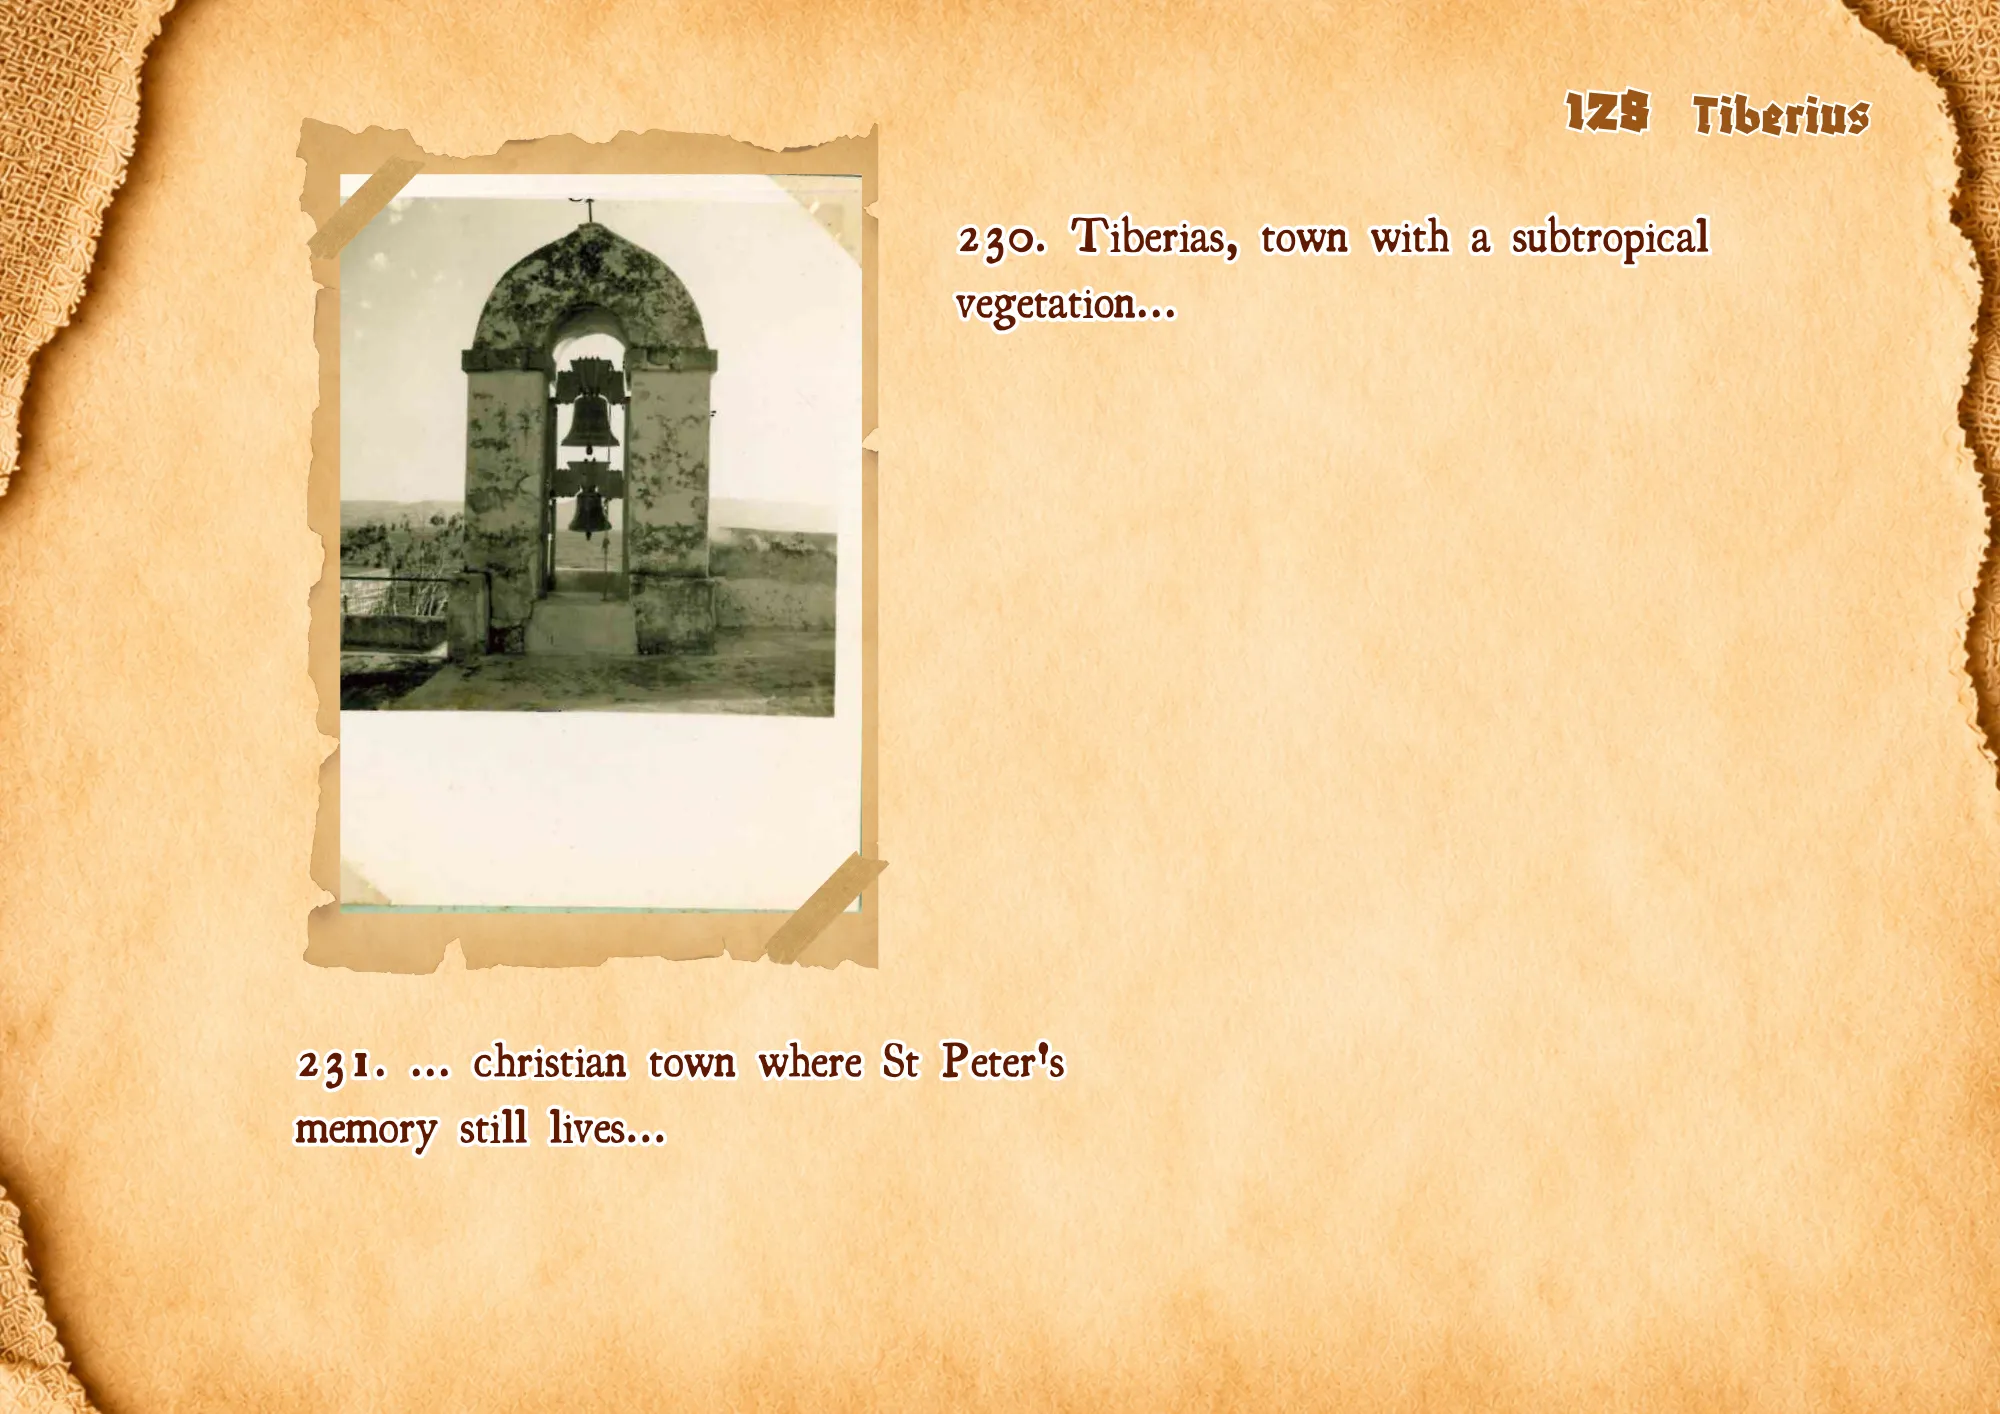 128 Tiberius
230. Tiberias, town with a subtropical
vegetation...
231. ... christian town where St Peter's
memory still lives...